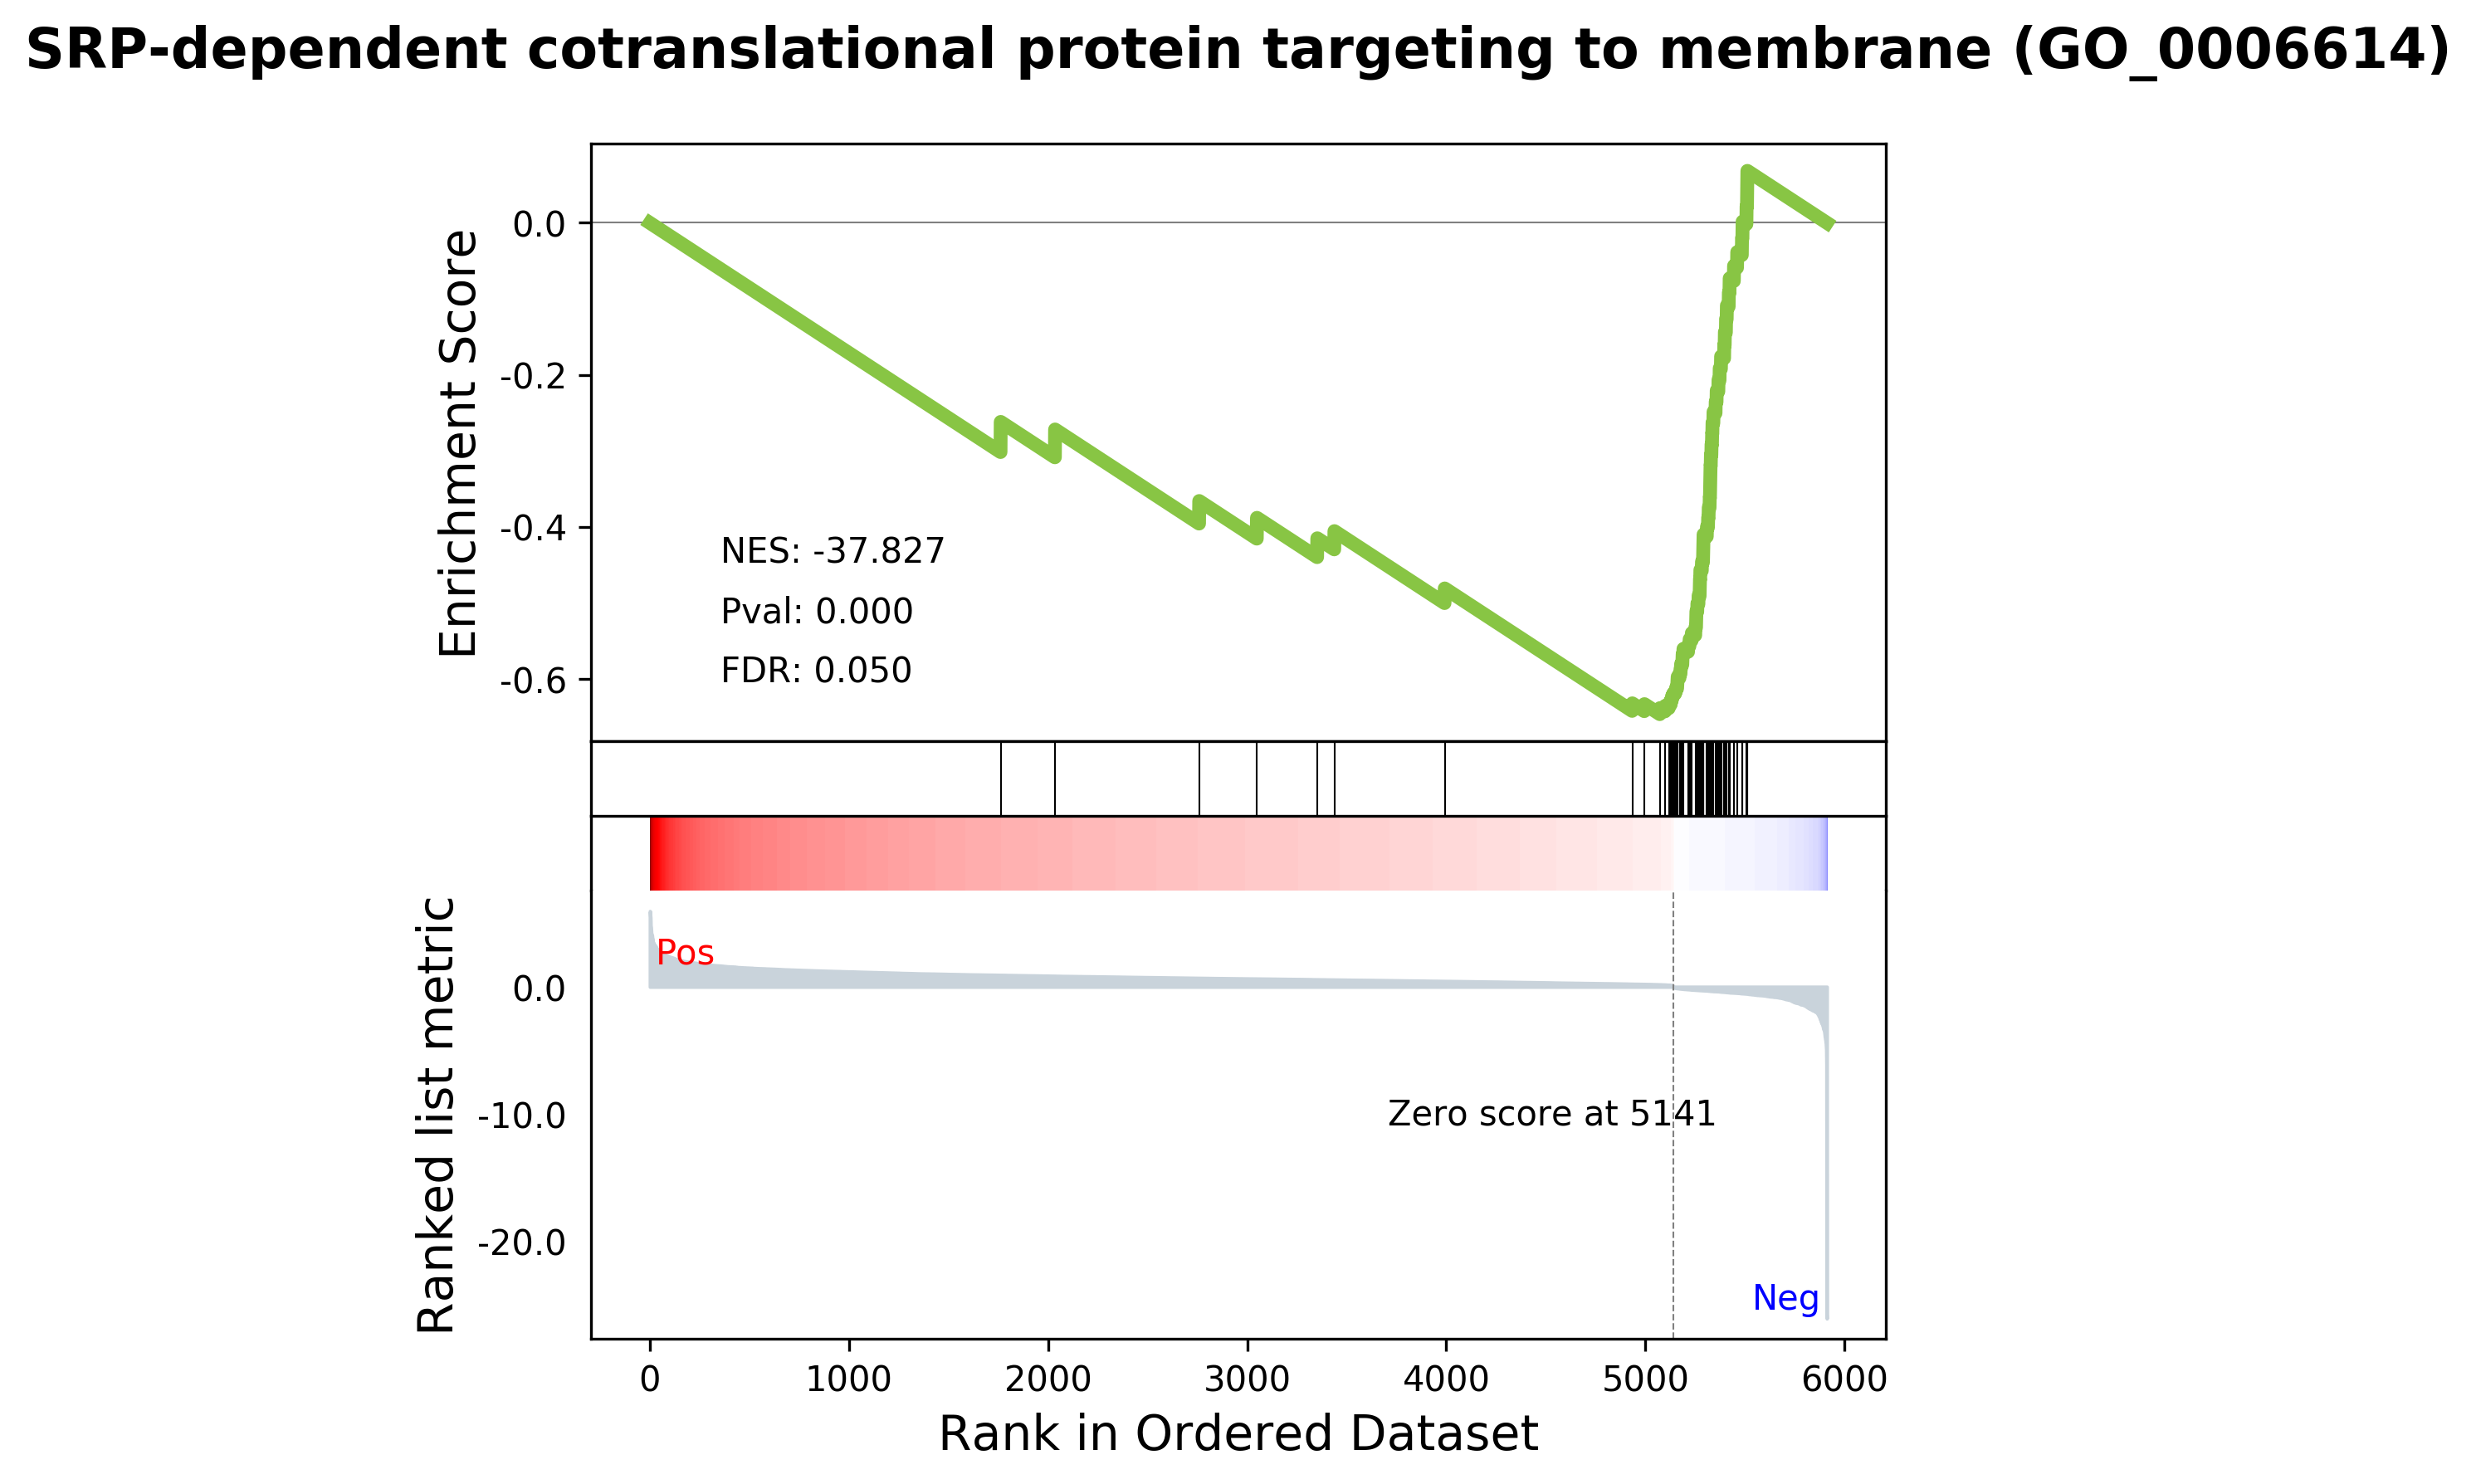 SRP-dependent cotranslational protein targeting to membrane (GO_0006614)
Enrichment Score
0.0
-0.2
-0.4
-0.6
NES: -37.827
Pval: 0.000
FDR: 0.050
Ranked list metric
0.0
-10.0
-20.0
Pos
Zero score at 5141
Neg
0 1000 2000 3000 4000 5000 6000
Rank in Ordered Dataset